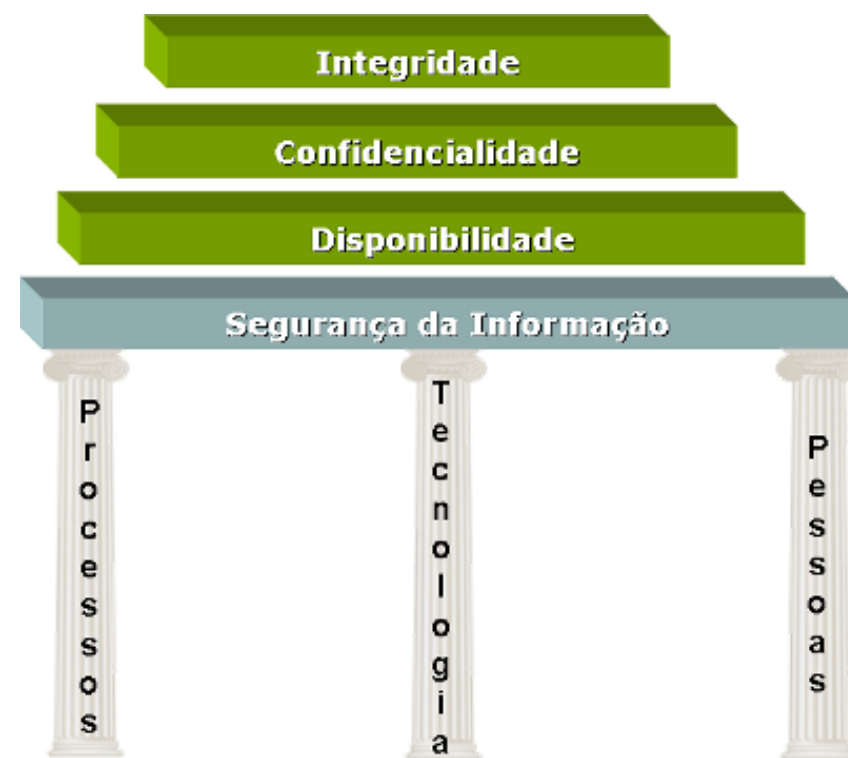 Integridade
Confidencialidade
Disponibilidade
Segurança da Informação
Processos
Tecnologia
Pessoas